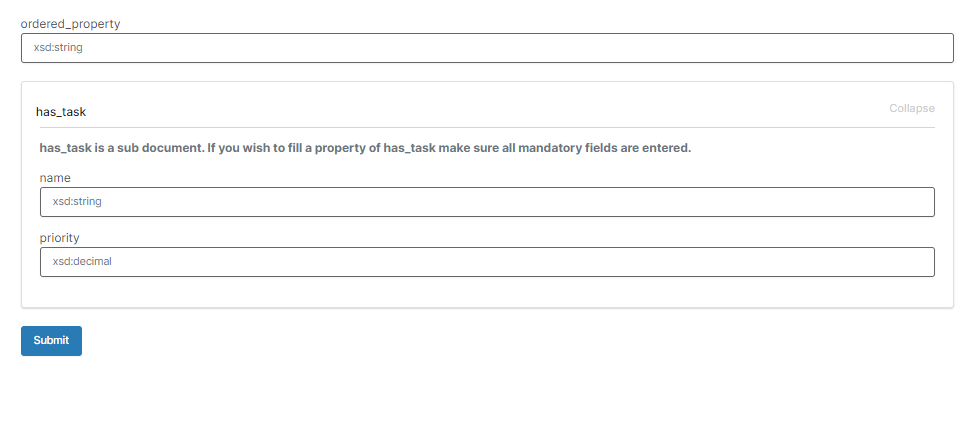 ordered_property
xsd:string
has_task
Collapse
has_task is a sub document. If you wish to fill a property of has_task make sure all mandatory fields are entered.
name
xsd:string
priority
xsd:decimal
Submit